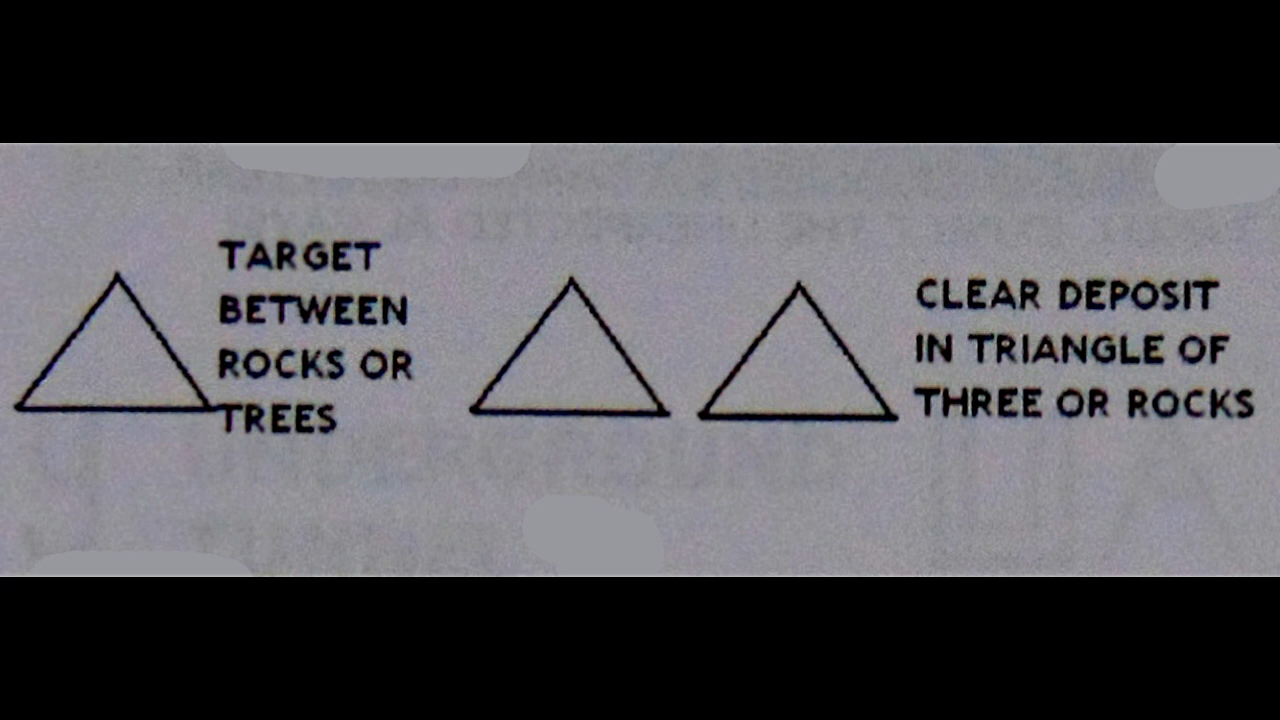 TARGET
BETWEEN
ROCKS OR
TREES
CLEAR DEPOSIT
IN TRIANGLE OF
THREE OR ROCKS